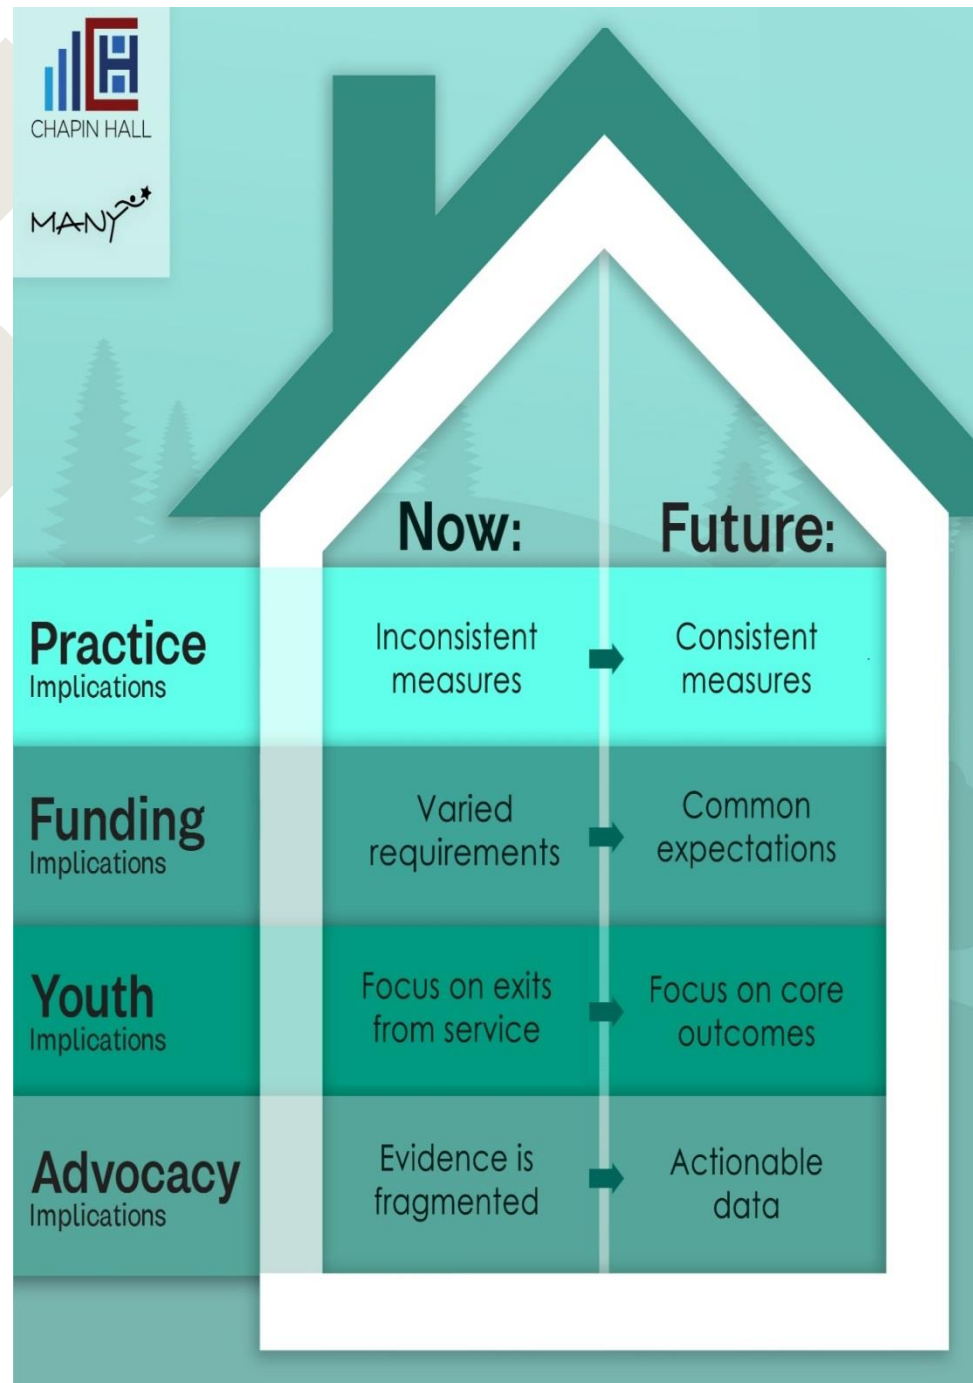 CHAPIN HALL
MANY
Now:
Future:
Practice
Implications
Inconsistent
measures
Consistent
measures
Funding
Implications
Varied
requirements
Common
expectations
Youth
Implications
Focus on exits
from service
Focus on core
outcomes
Advocacy
Implications
Evidence is
fragmented
Actionable
data